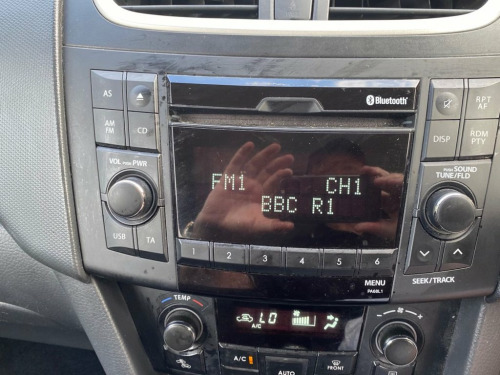 AS
Bluetooth
RPT
AF
AM
FM
CD
DISP
RDM
PTY
VOL PUSH PWR
PUSH SOUND
TUNE/FLD
FM1 CH1
BBC R1
USB
TA
1 2 3 4 5 6
MENU
PA68L1
SEEK/TRACK
TEMP
LO
A/C
A/C
AUTO
FRONT